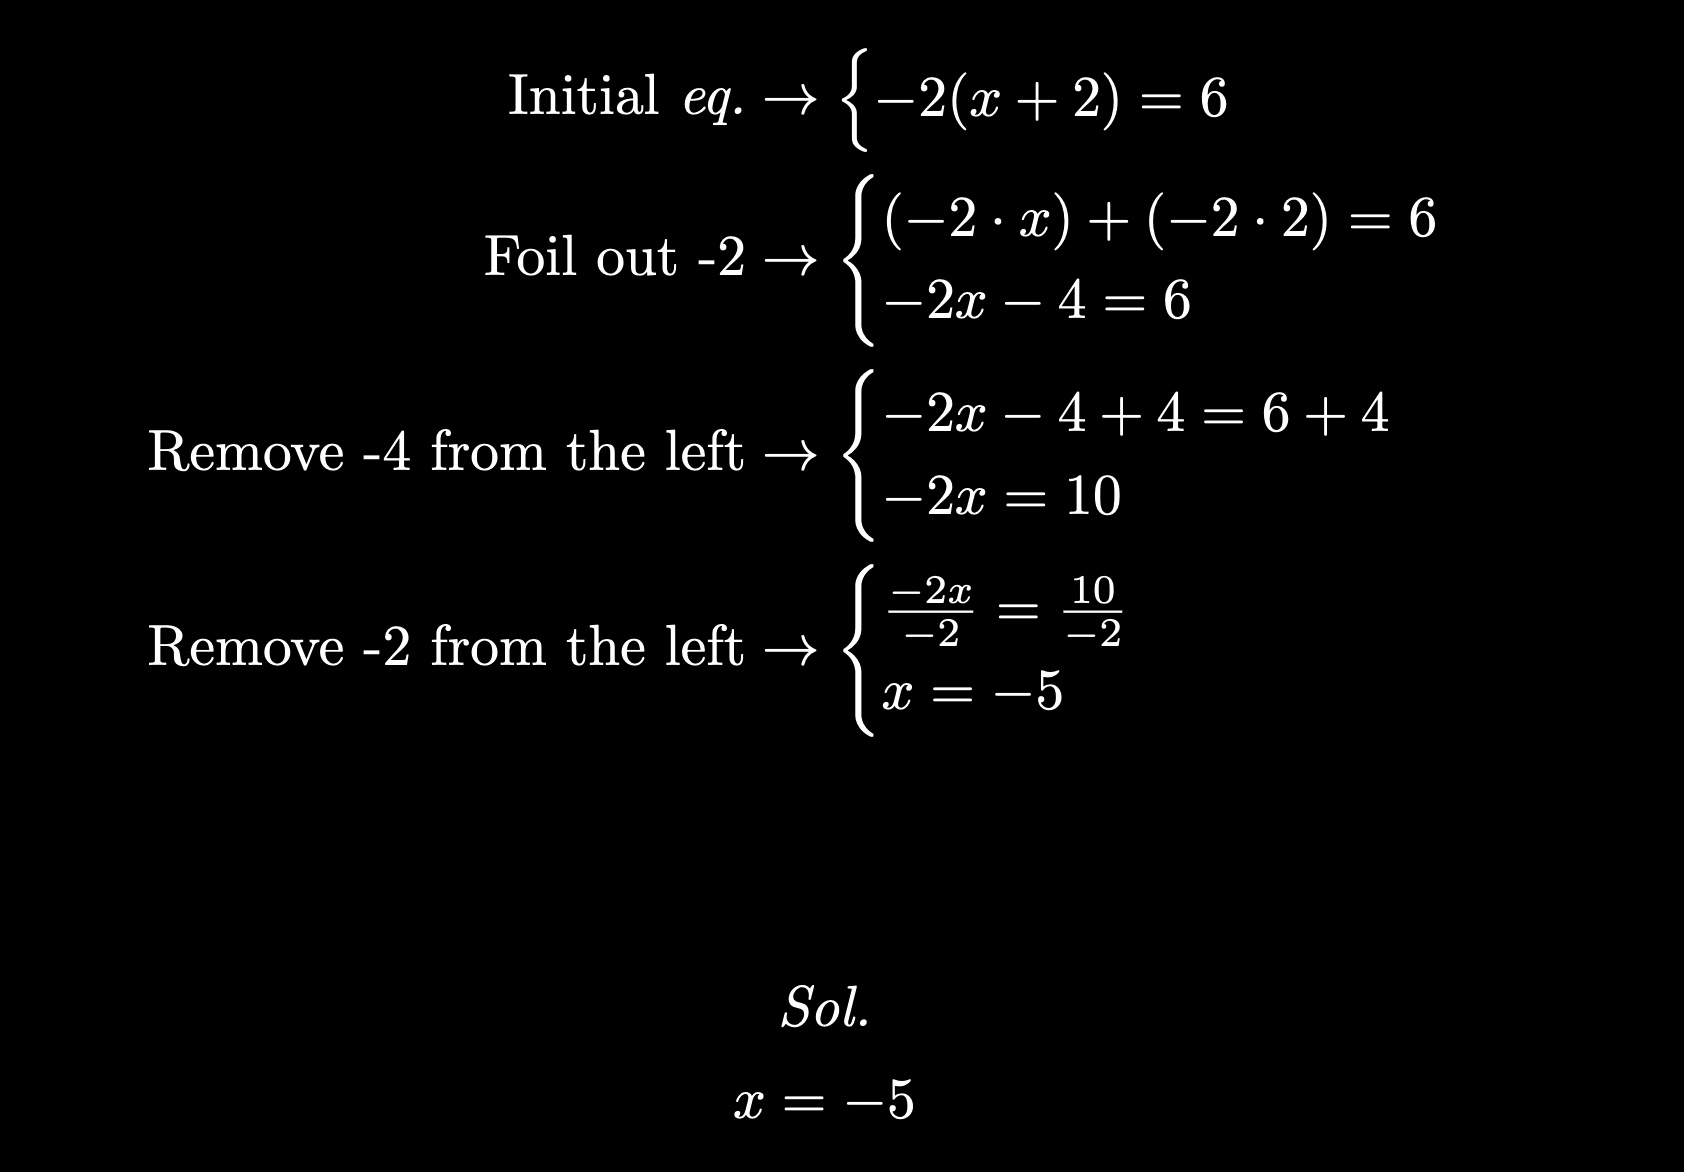 Initial eq. → { −2(x + 2) = 6
Foil out -2 → { (−2 · x) + (−2 · 2) = 6
−2x − 4 = 6
Remove -4 from the left → { −2x − 4 + 4 = 6 + 4
−2x = 10
Remove -2 from the left → { \frac{−2x}{−2} = \frac{10}{−2}
x = −5
Sol.
x = −5